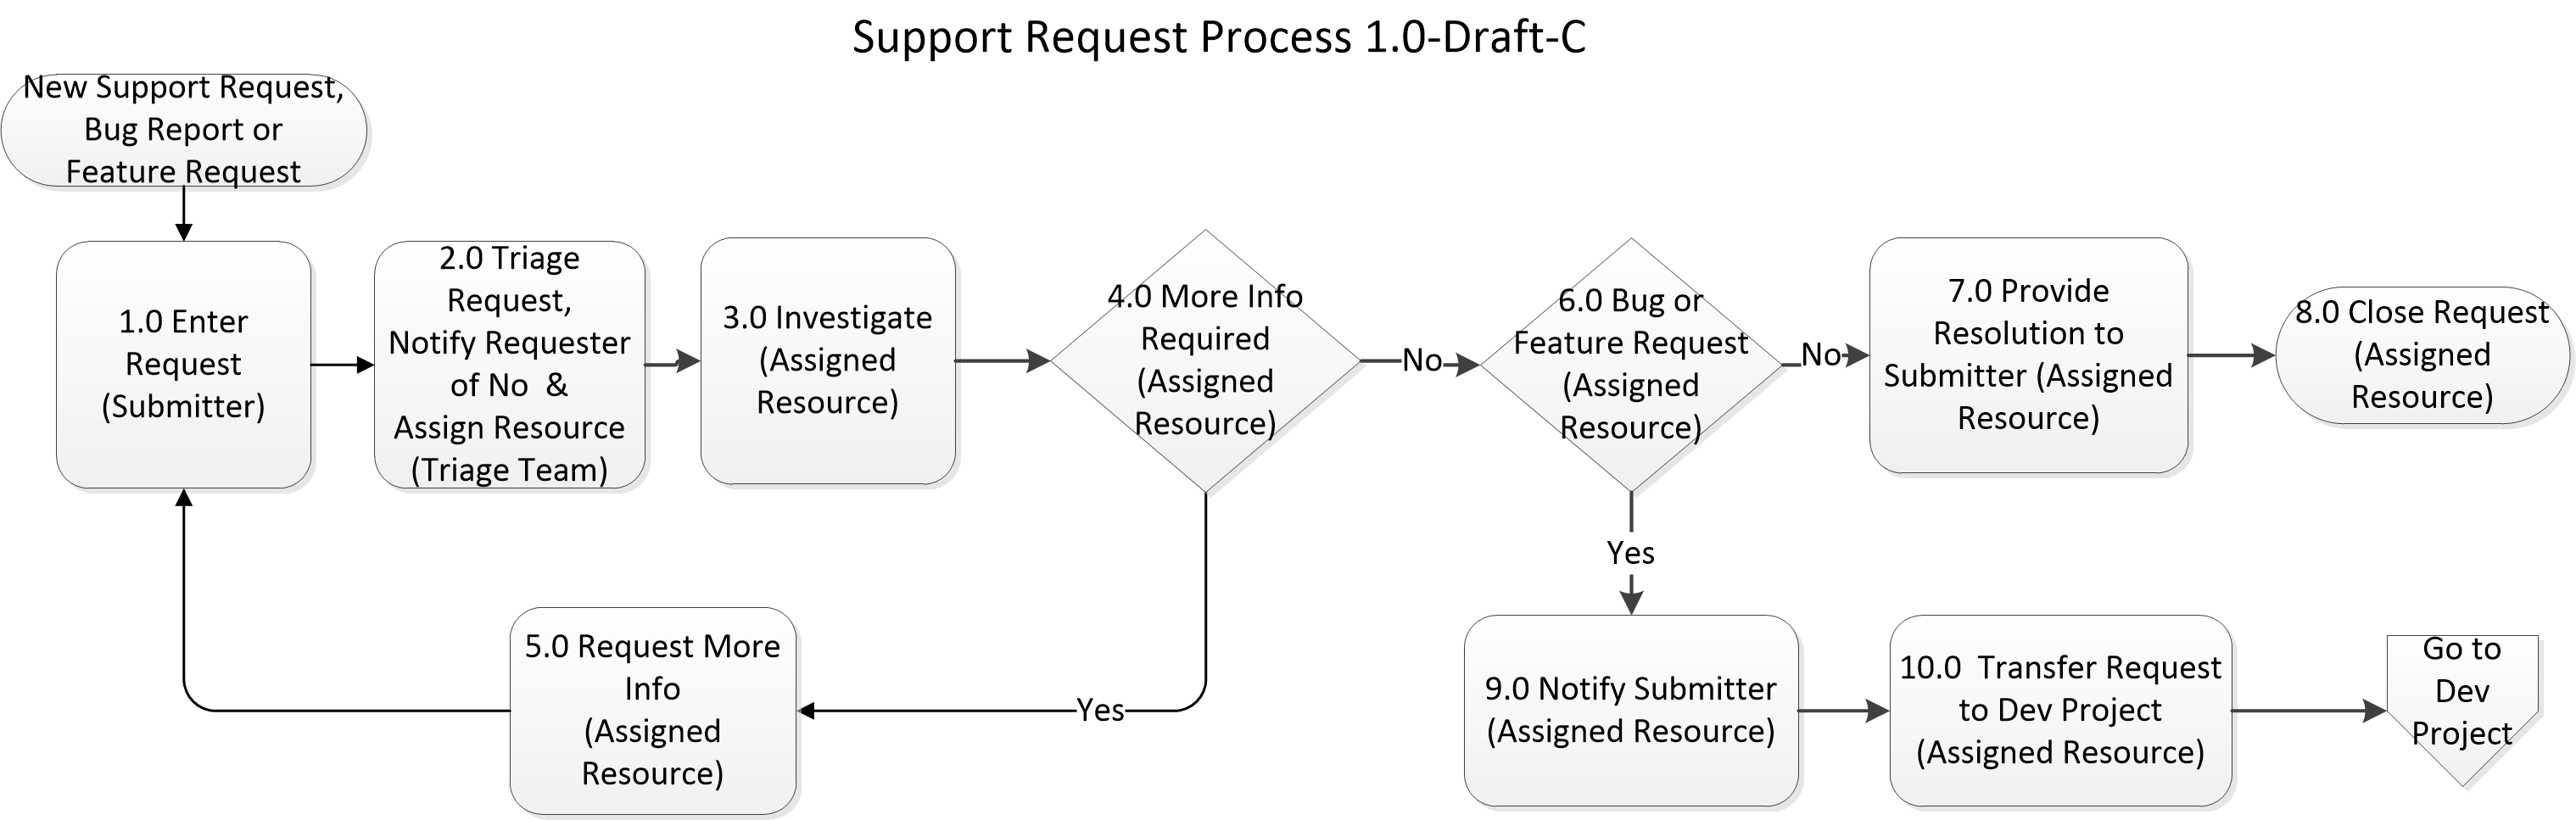 Support Request Process 1.0-Draft-C
New Support Request,
Bug Report or
Feature Request
1.0 Enter
Request
(Submitter)
2.0 Triage
Request,
Notify Requester
of No  &
Assign Resource
(Triage Team)
3.0 Investigate
(Assigned
Resource)
4.0 More Info
Required
(Assigned
Resource)
No
6.0 Bug or
Feature Request
(Assigned
Resource)
No
7.0 Provide
Resolution to
Submitter (Assigned
Resource)
8.0 Close Request
(Assigned
Resource)
Yes
5.0 Request More
Info
(Assigned
Resource)
Yes
9.0 Notify Submitter
(Assigned Resource)
10.0  Transfer Request
to Dev Project
(Assigned Resource)
Go to
Dev
Project